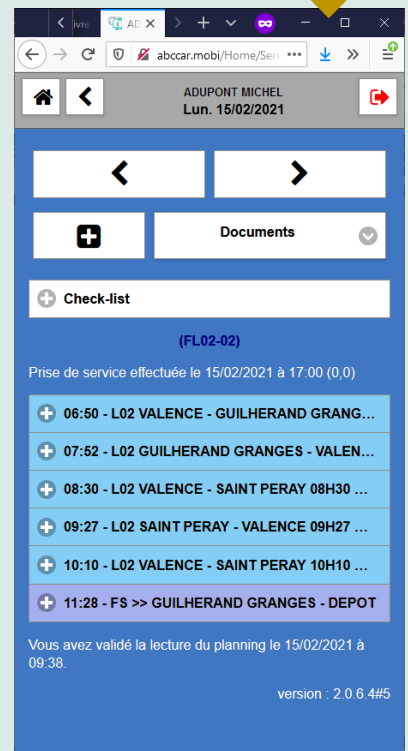 ivre AD
abccar.mobi/Home/Serv
ADUPONT MICHEL
Lun. 15/02/2021
Documents
Check-list
(FL02-02)
Prise de service effectuée le 15/02/2021 à 17:00 (0,0)
06:50 - L02 VALENCE - GUILHERAND GRANG...
07:52 - L02 GUILHERAND GRANGES - VALEN...
08:30 - L02 VALENCE - SAINT PERAY 08H30 ...
09:27 - L02 SAINT PERAY - VALENCE 09H27 ...
10:10 - L02 VALENCE - SAINT PERAY 10H10 ...
11:28 - FS >> GUILHERAND GRANGES - DEPOT
Vous avez validé la lecture du planning le 15/02/2021 à
09:38.
version : 2.0.6.4#5